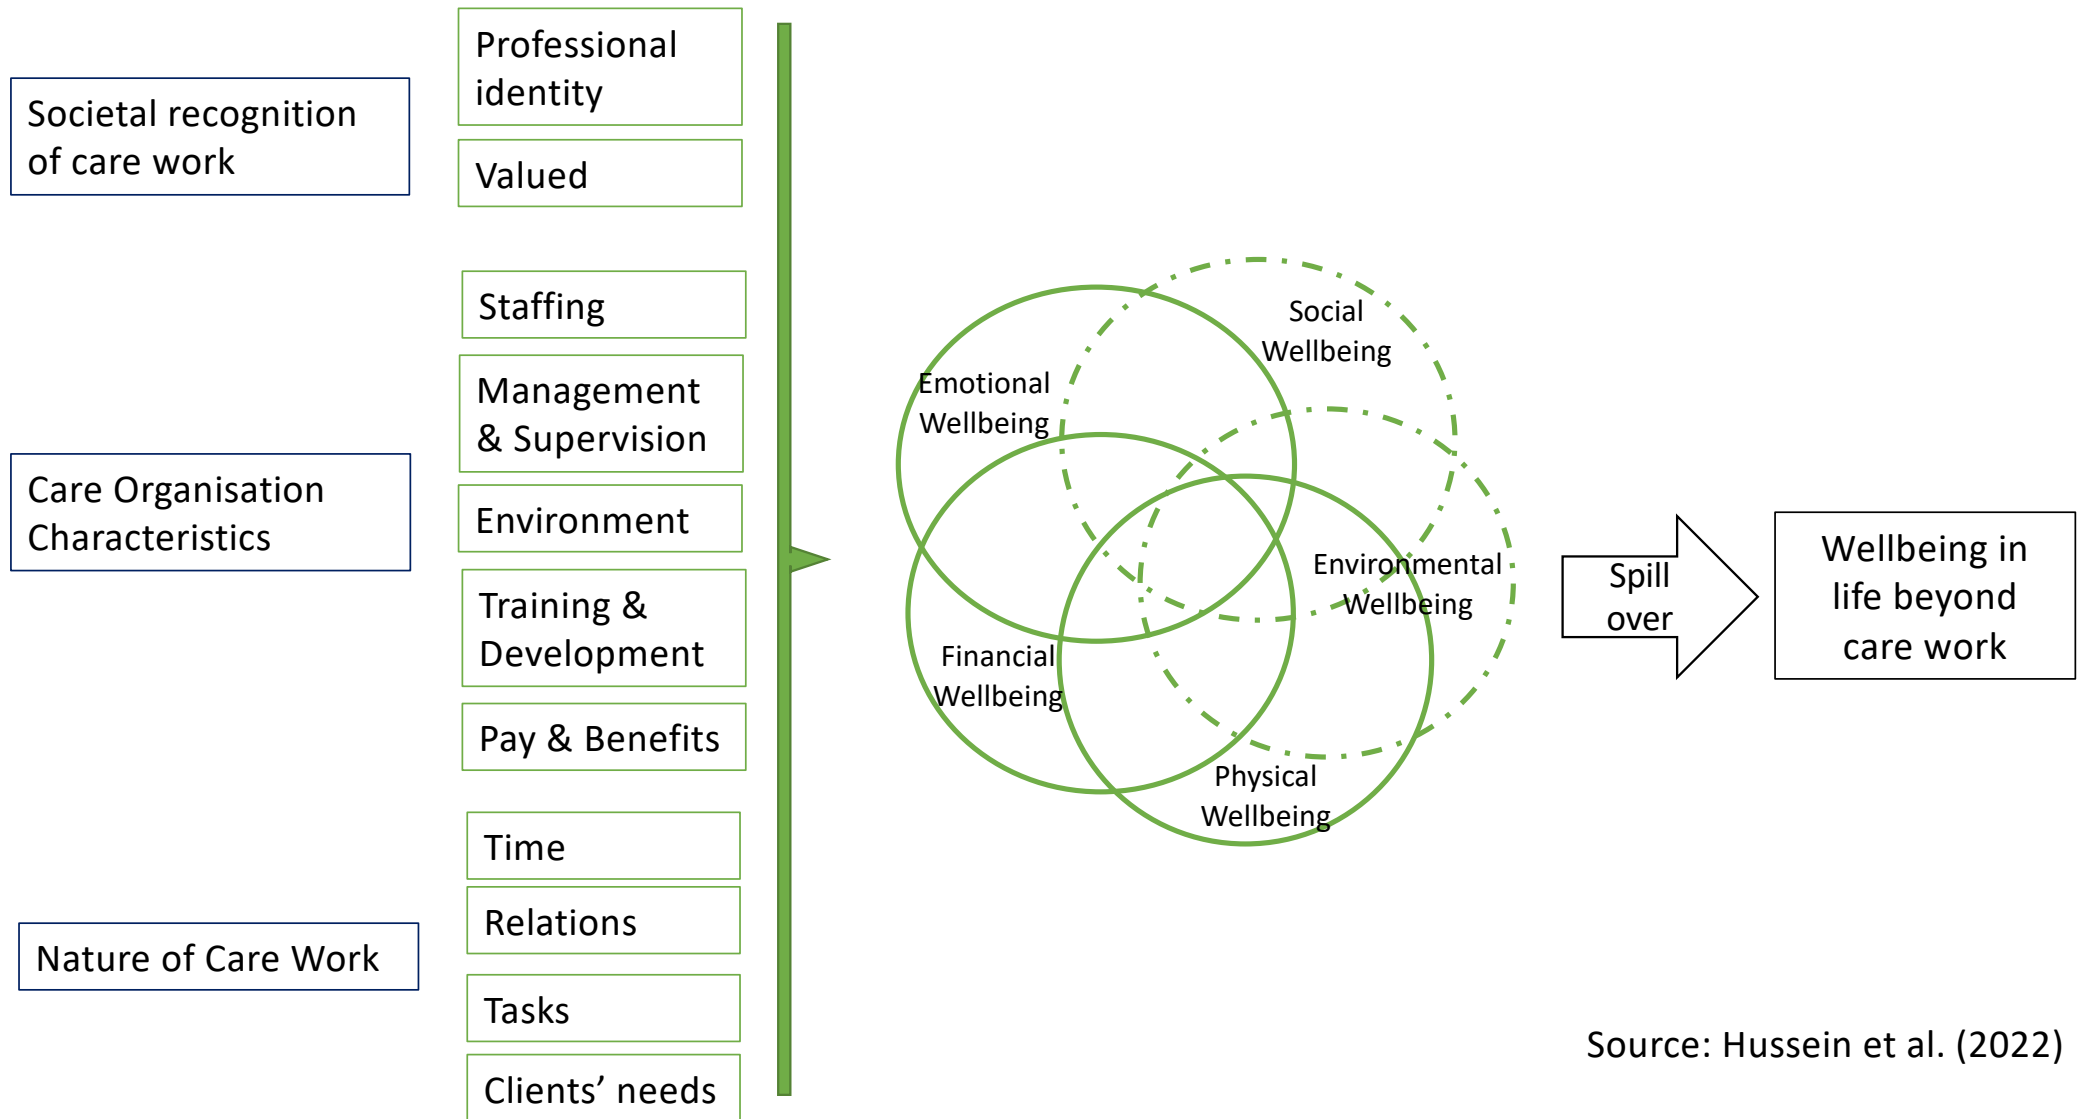 Societal recognition
of care work
Professional
identity
Valued
Care Organisation
Characteristics
Staffing
Management
& Supervision
Environment
Training &
Development
Pay & Benefits
Nature of Care Work
Time
Relations
Tasks
Clients’ needs
Emotional
Wellbeing
Social
Wellbeing
Environmental
Wellbeing
Financial
Wellbeing
Physical
Wellbeing
Spill
over
Wellbeing in
life beyond
care work
Source: Hussein et al. (2022)